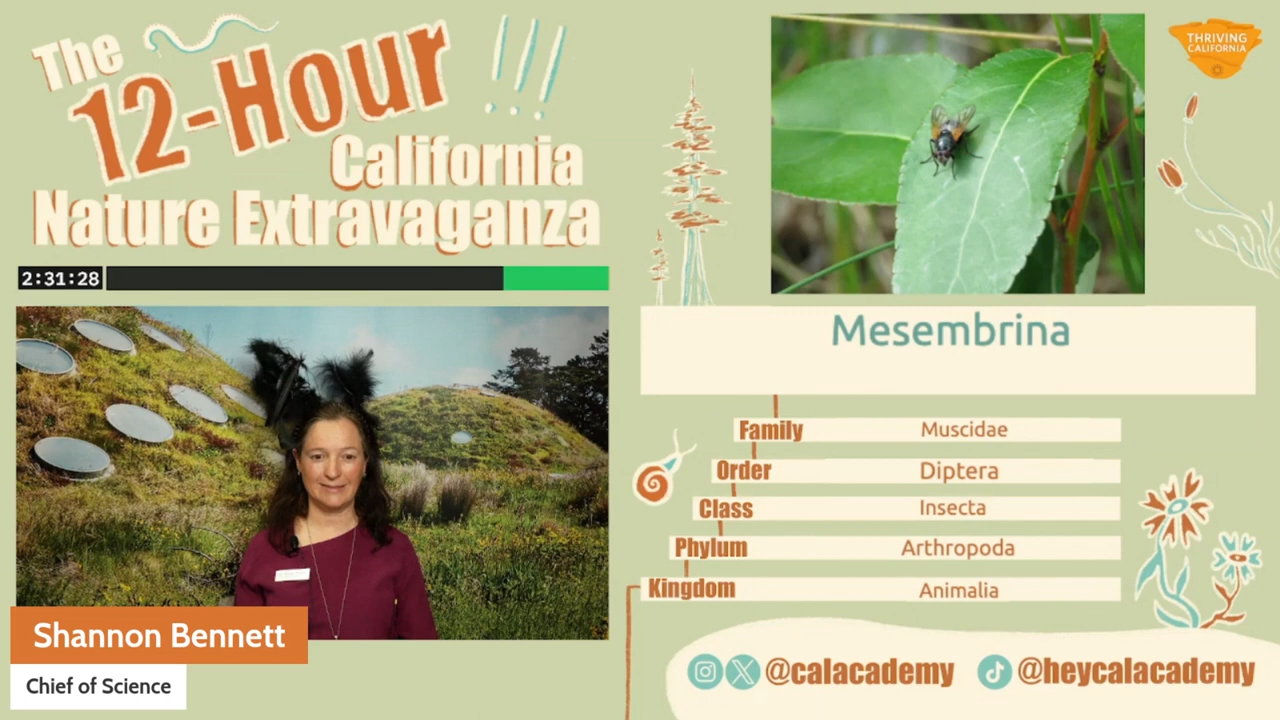 The
12-Hour
!!!
California
Nature Extravaganza
2:31:28
Shannon Bennett
Chief of Science
THRIVING
CALIFORNIA
Mesembrina
Family Muscidae
Order Diptera
Class Insecta
Phylum Arthropoda
Kingdom Animalia
@calacademy @heycalacademy